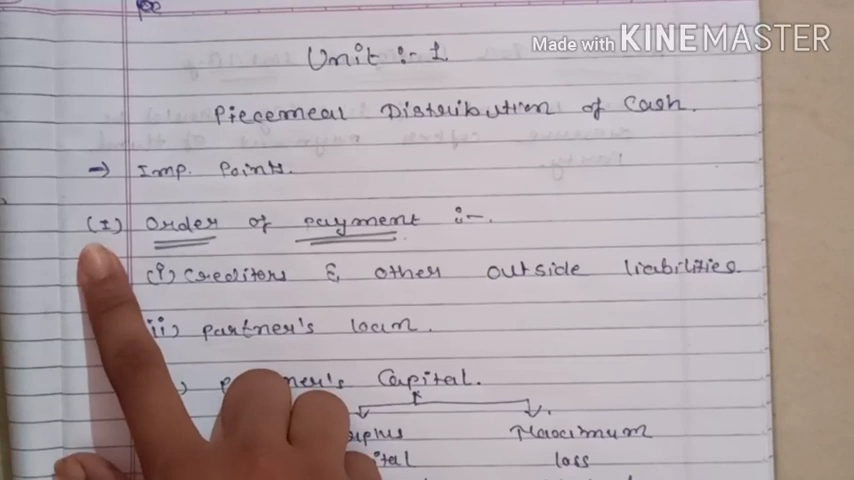 Made with KINEMASTER
Unit :- 1.
Piecemeal Distribution of Cash.
→ Imp. Points.
(I) Order of payment :-.
(i) Creditors & other outside liabilities
ii) partner's loan.
Capital.
Maximum
loss